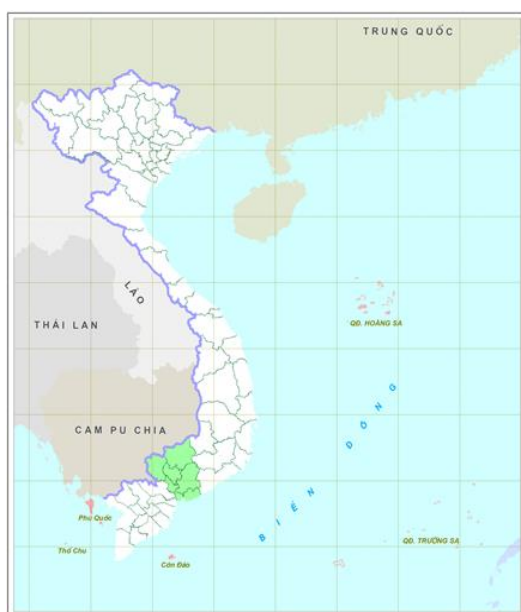 TRUNG QUỐC
LÀO
QĐ. HOÀNG SA
THÁI LAN
CAM PU CHIA
BIỂN ĐÔNG
Phú Quốc
QĐ. TRƯỜNG SA
Thổ Chu
Côn Đảo